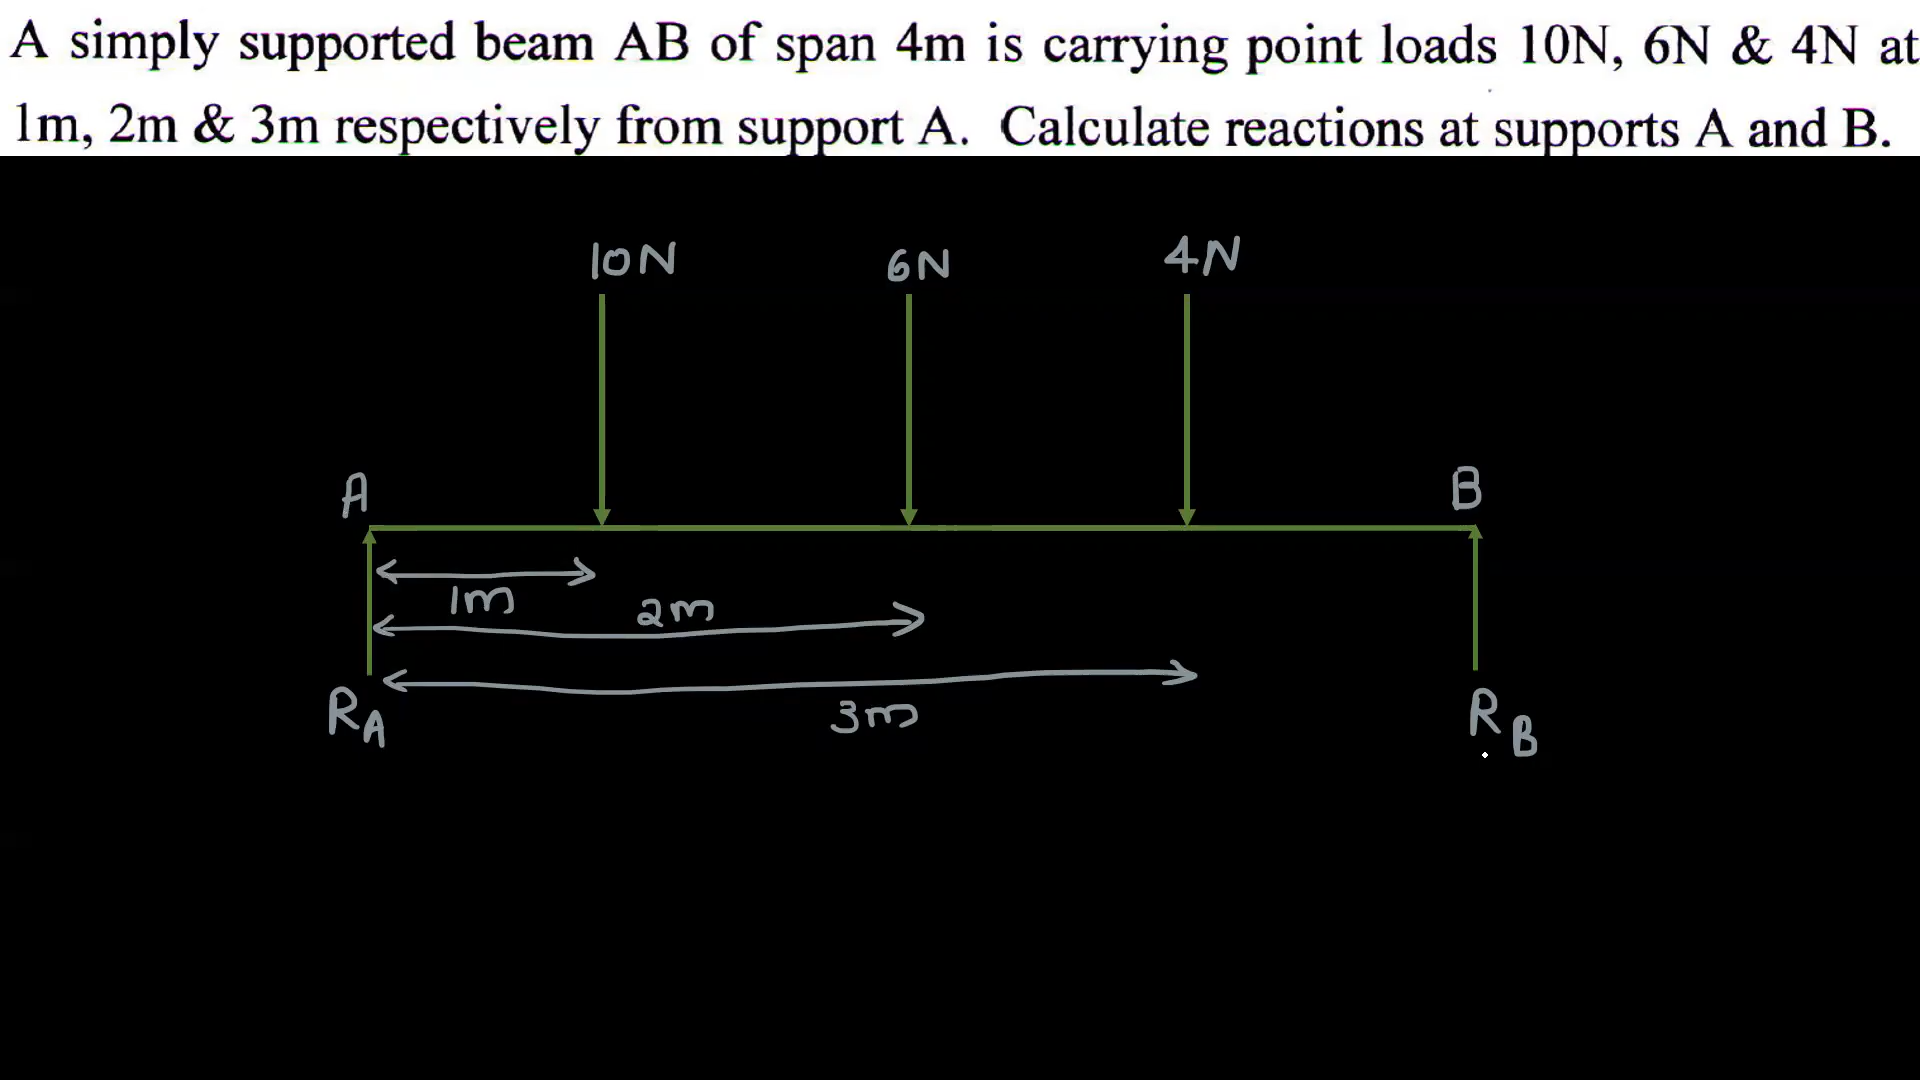 A simply supported beam AB of span 4m is carrying point loads 10N, 6N & 4N at
1m, 2m & 3m respectively from support A. Calculate reactions at supports A and B.
10N 6N 4N
A B
1m
2m
3m
RA RB